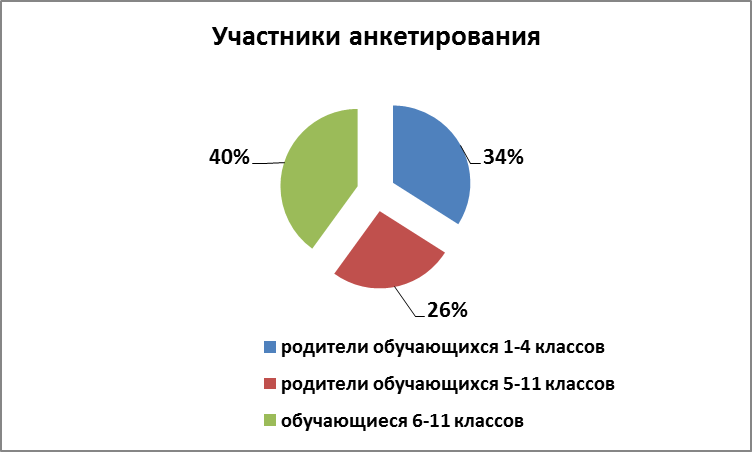 Участники анкетирования
40%
34%
26%
родители обучающихся 1-4 классов
родители обучающихся 5-11 классов
обучающиеся 6-11 классов